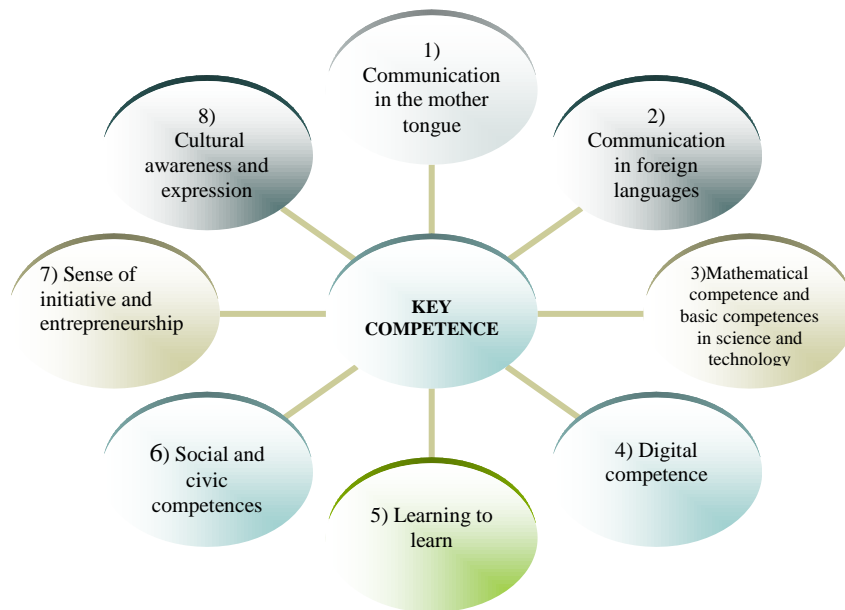 1)
Communication
in the mother
tongue
2)
Communication
in foreign
languages
3)Mathematical
competence and
basic competences
in science and
technology
4) Digital
competence
5) Learning to
learn
6) Social and
civic
competences
7) Sense of
initiative and
entrepreneurship
8)
Cultural
awareness and
expression
KEY
COMPETENCE